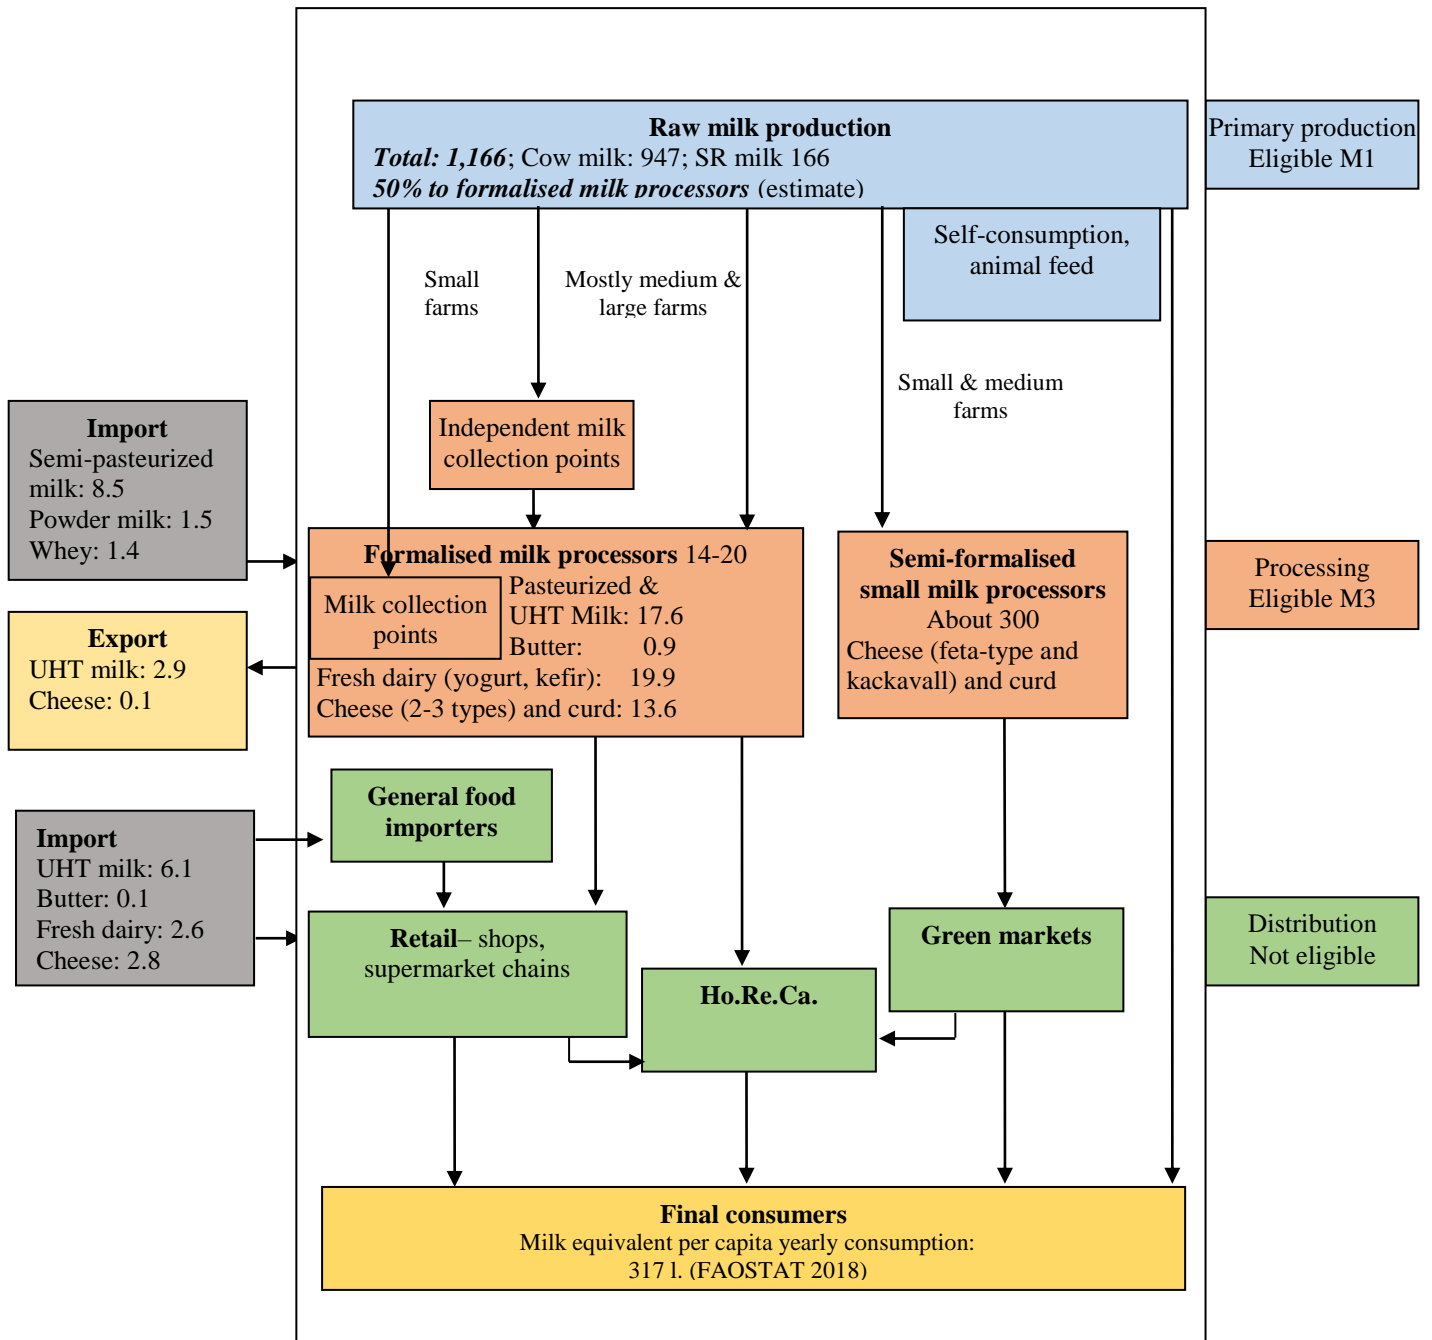 Raw milk production
Total: 1,166; Cow milk: 947; SR milk 166
50% to formalised milk processors (estimate)
Primary production
Eligible M1
Self-consumption,
animal feed
Small
farms
Mostly medium &
large farms
Small & medium
farms
Independent milk
collection points
Import
Semi-pasteurized
milk: 8.5
Powder milk: 1.5
Whey: 1.4
Formalised milk processors 14-20
Milk collection
points
Pasteurized &
UHT Milk: 17.6
Butter: 0.9
Fresh dairy (yogurt, kefir): 19.9
Cheese (2-3 types) and curd: 13.6
Semi-formalised
small milk processors
About 300
Cheese (feta-type and
kackavall) and curd
Processing
Eligible M3
Export
UHT milk: 2.9
Cheese: 0.1
General food
importers
Import
UHT milk: 6.1
Butter: 0.1
Fresh dairy: 2.6
Cheese: 2.8
Retail– shops,
supermarket chains
Ho.Re.Ca.
Green markets
Distribution
Not eligible
Final consumers
Milk equivalent per capita yearly consumption:
317 l. (FAOSTAT 2018)